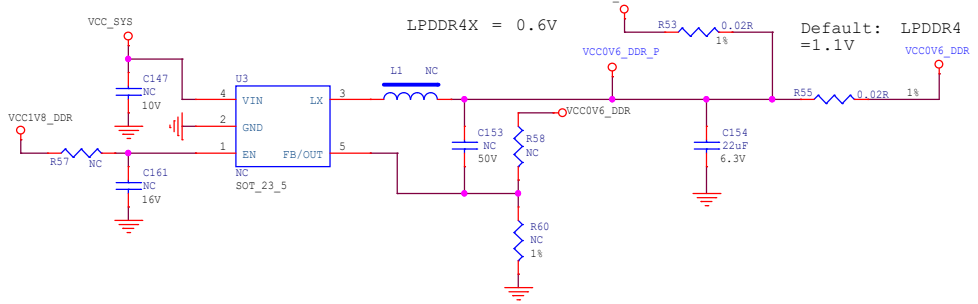 R53
0.02R
1%
LPDDR4X = 0.6V
Default: LPDDR4
=1.1V
VCC_SYS
VCC0V6_DDR_P
VCC0V6_DDR
C147
NC
10V
U3
L1
NC
4
VIN
LX
3
2
GND
1
EN
FB/OUT
5
NC
SOT_23_5
VCC1V8_DDR
R57
NC
C161
NC
16V
VCC0V6_DDR
C153
NC
50V
R58
NC
R60
NC
1%
C154
22uF
6.3V
R55
0.02R
1%